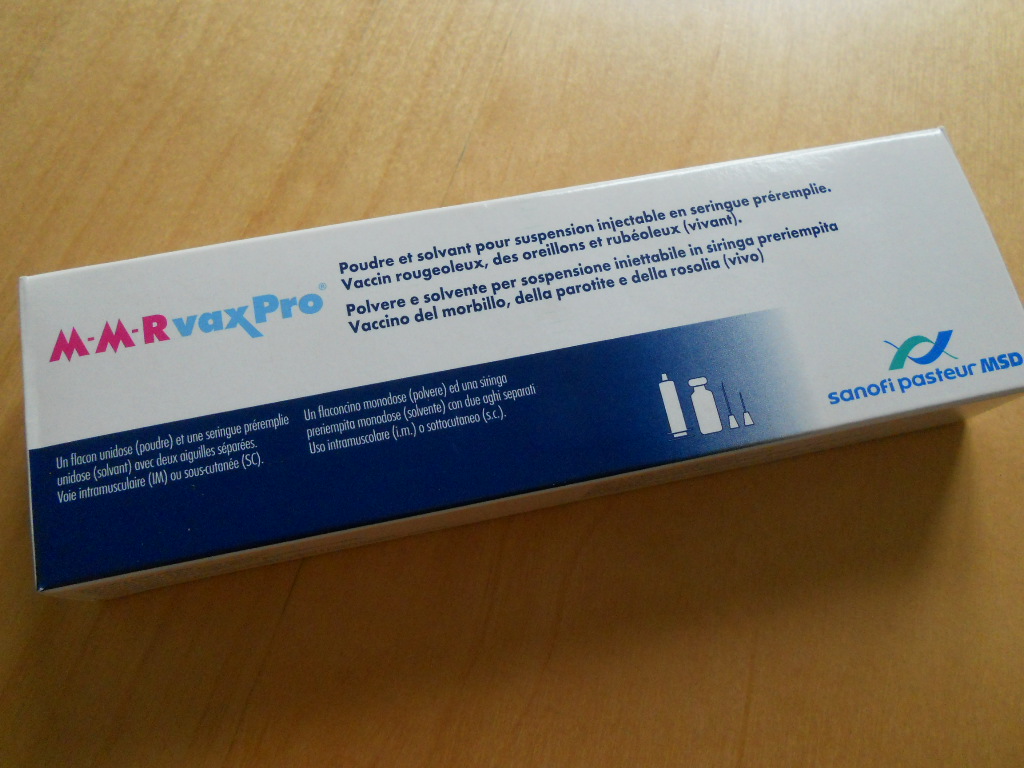 M-M-RvaxPro®
Poudre et solvant pour suspension injectable en seringue préremplie.
Vaccin rougeoleux, des oreillons et rubéoleux (vivant).
Polvere e solvente per sospensione iniettabile in siringa preriempita
Vaccino del morbillo, della parotite e della rosolia (vivo)
Un flacon unidose (poudre) et une seringue préremplie
unidose (solvant) avec deux aiguilles séparées.
Voie intramusculaire (IM) ou sous-cutanée (SC).
Un flaconcino monodose (polvere) ed una siringa
preriempita monodose (solvente) con due aghi separati
Uso intramuscolare (i.m.) o sottocutaneo (s.c.).
sanofi pasteur MSD